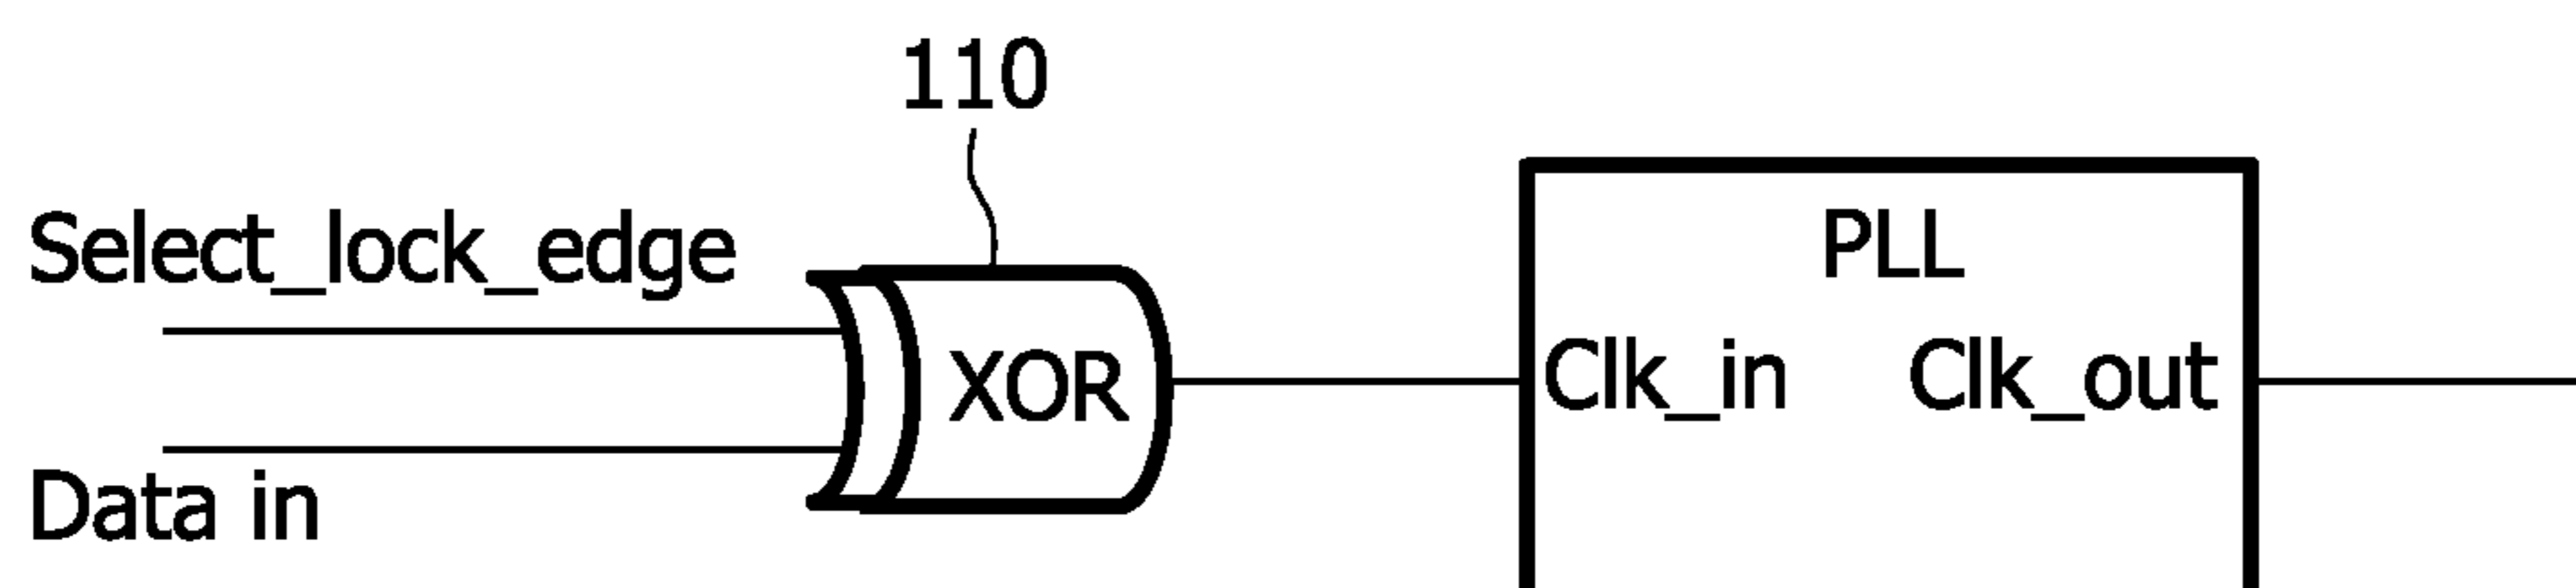 110
Select_lock_edge
PLL
XOR
Clk_in
Clk_out
Data in